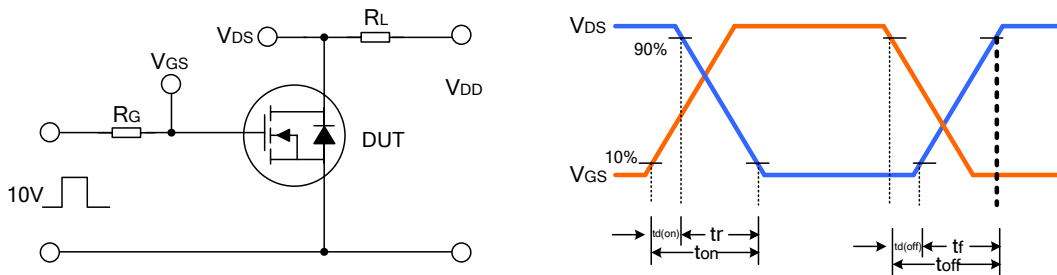 VDS
RL
VGS
VDD
RG
DUT
10V
VDS
90%
10%
VGS
td(on)
tr
ton
td(off)
tf
toff